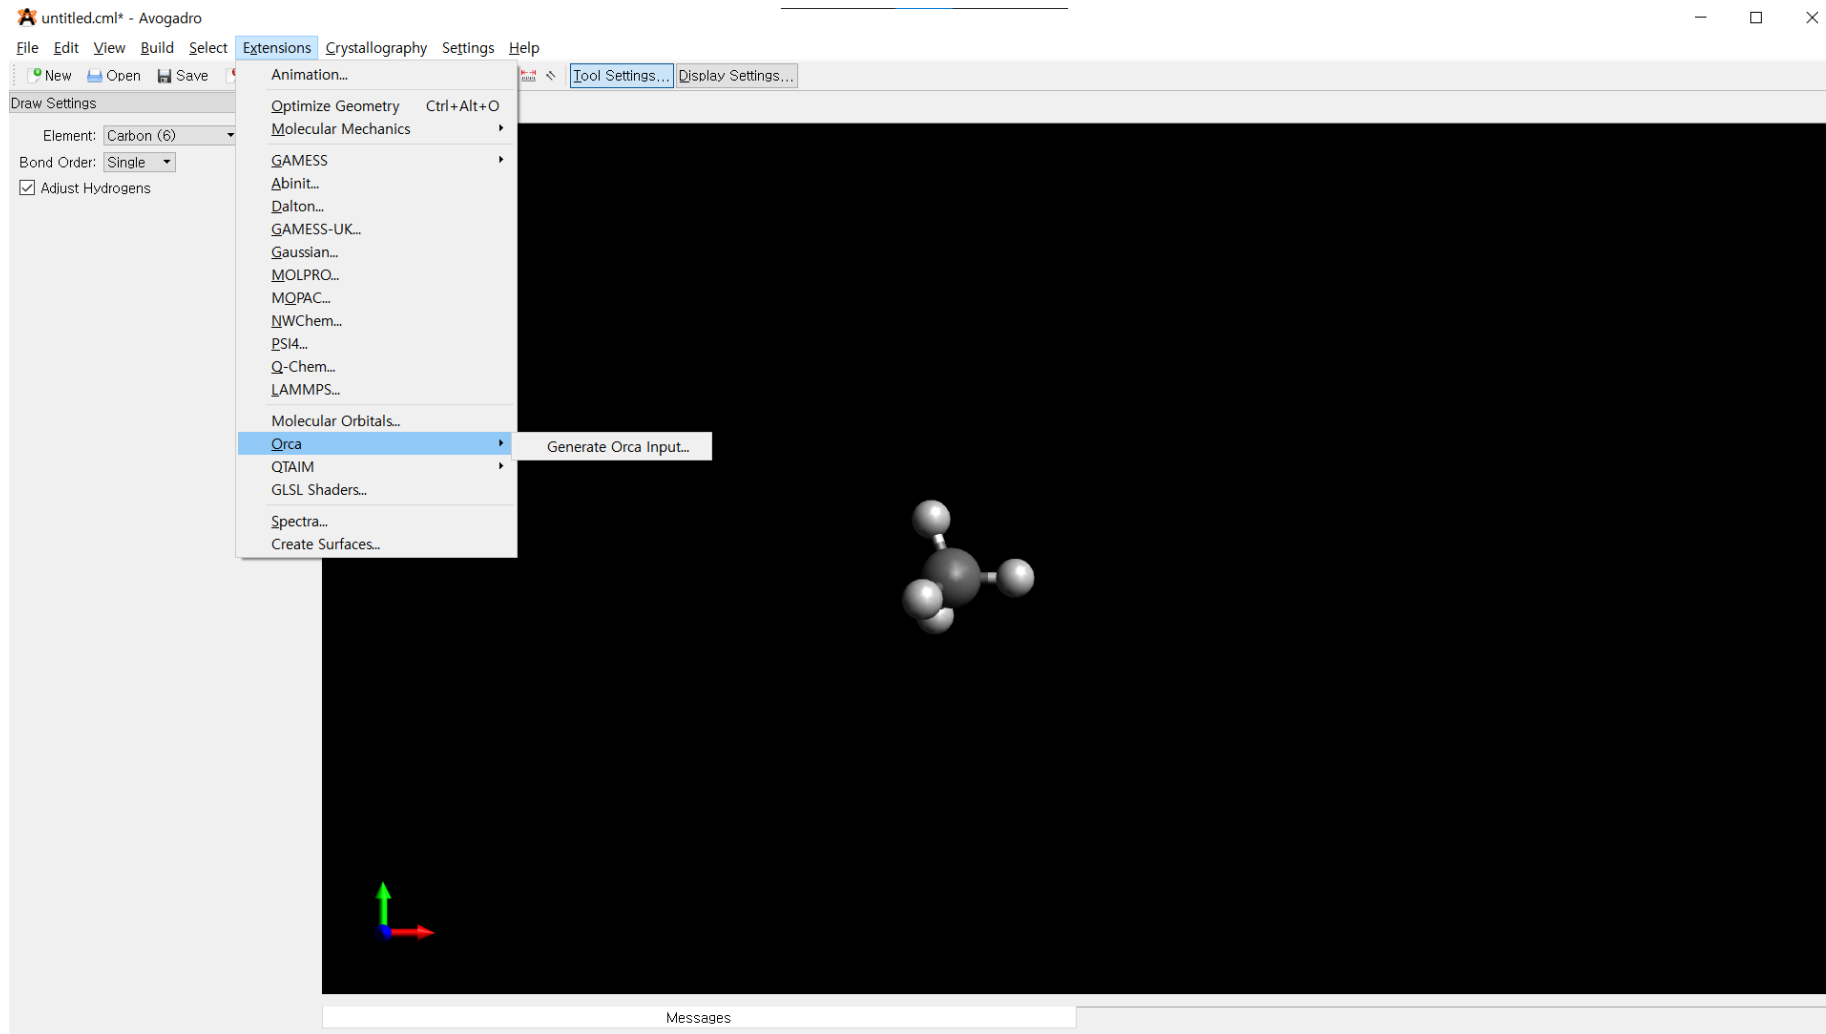 untitled.cml* - Avogadro
File Edit View Build Select Extensions Crystallography Settings Help
New Open Save Tool Settings... Display Settings...
Draw Settings
Element: Carbon (6)
Bond Order: Single
Adjust Hydrogens
Animation...
Optimize Geometry Ctrl+Alt+O
Molecular Mechanics
GAMESS
Abinit...
Dalton...
GAMESS-UK...
Gaussian...
MOLPRO...
MOPAC...
NWChem...
PSI4...
Q-Chem...
LAMMPS...
Molecular Orbitals...
Orca
Generate Orca Input...
QTAIM
GLSL Shaders...
Spectra...
Create Surfaces...
Messages